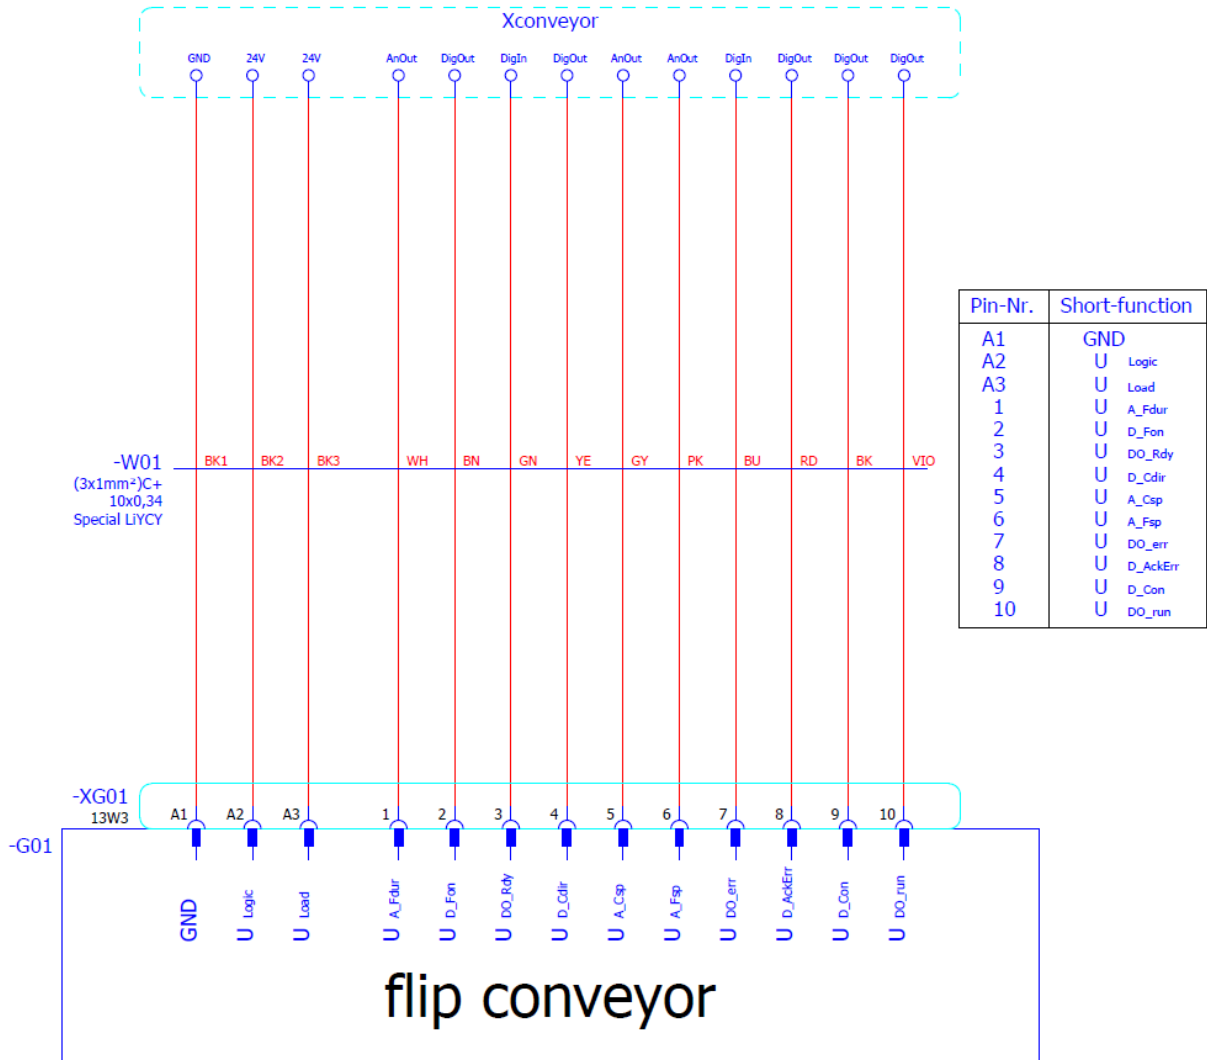 Xconveyor
GND 24V 24V AnOut DigOut DigIn DigOut AnOut AnOut DigIn DigOut DigOut DigOut
Pin-Nr. Short-function
A1 GND
A2 U Logic
A3 U Load
1 U A_Fdur
2 U D_Fon
3 U DO_Rdy
4 U D_Cdir
5 U A_Csp
6 U A_Fsp
7 U DO_err
8 U D_AckErr
9 U D_Con
10 U DO_run
-W01 BK1 BK2 BK3 WH BN GN YE GY PK BU RD BK VIO
(3x1mm²)C+
10x0,34
Special LiYCY
-XG01
13W3 A1 A2 A3 1 2 3 4 5 6 7 8 9 10
-G01
GND
U Logic
U Load
U A_Fdur
U D_Fon
U DO_Rdy
U D_Cdir
U A_Csp
U A_Fsp
U DO_err
U D_AckErr
U D_Con
U DO_run
flip conveyor